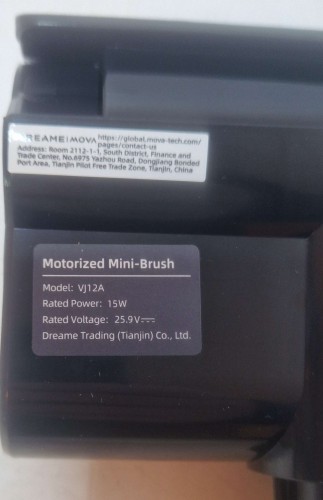 DREAME|MOVA https://global.mova-tech.com/
pages/contact-us
Address: Room 2112-1-1, South District, Finance and
Trade Center, No.6975 Yazhou Road, Dongjiang Bonded
Port Area, Tianjin Pilot Free Trade Zone, Tianjin, China
Motorized Mini-Brush
Model: VJ12A
Rated Power: 15W
Rated Voltage: 25.9V⎓
Dreame Trading (Tianjin) Co., Ltd.